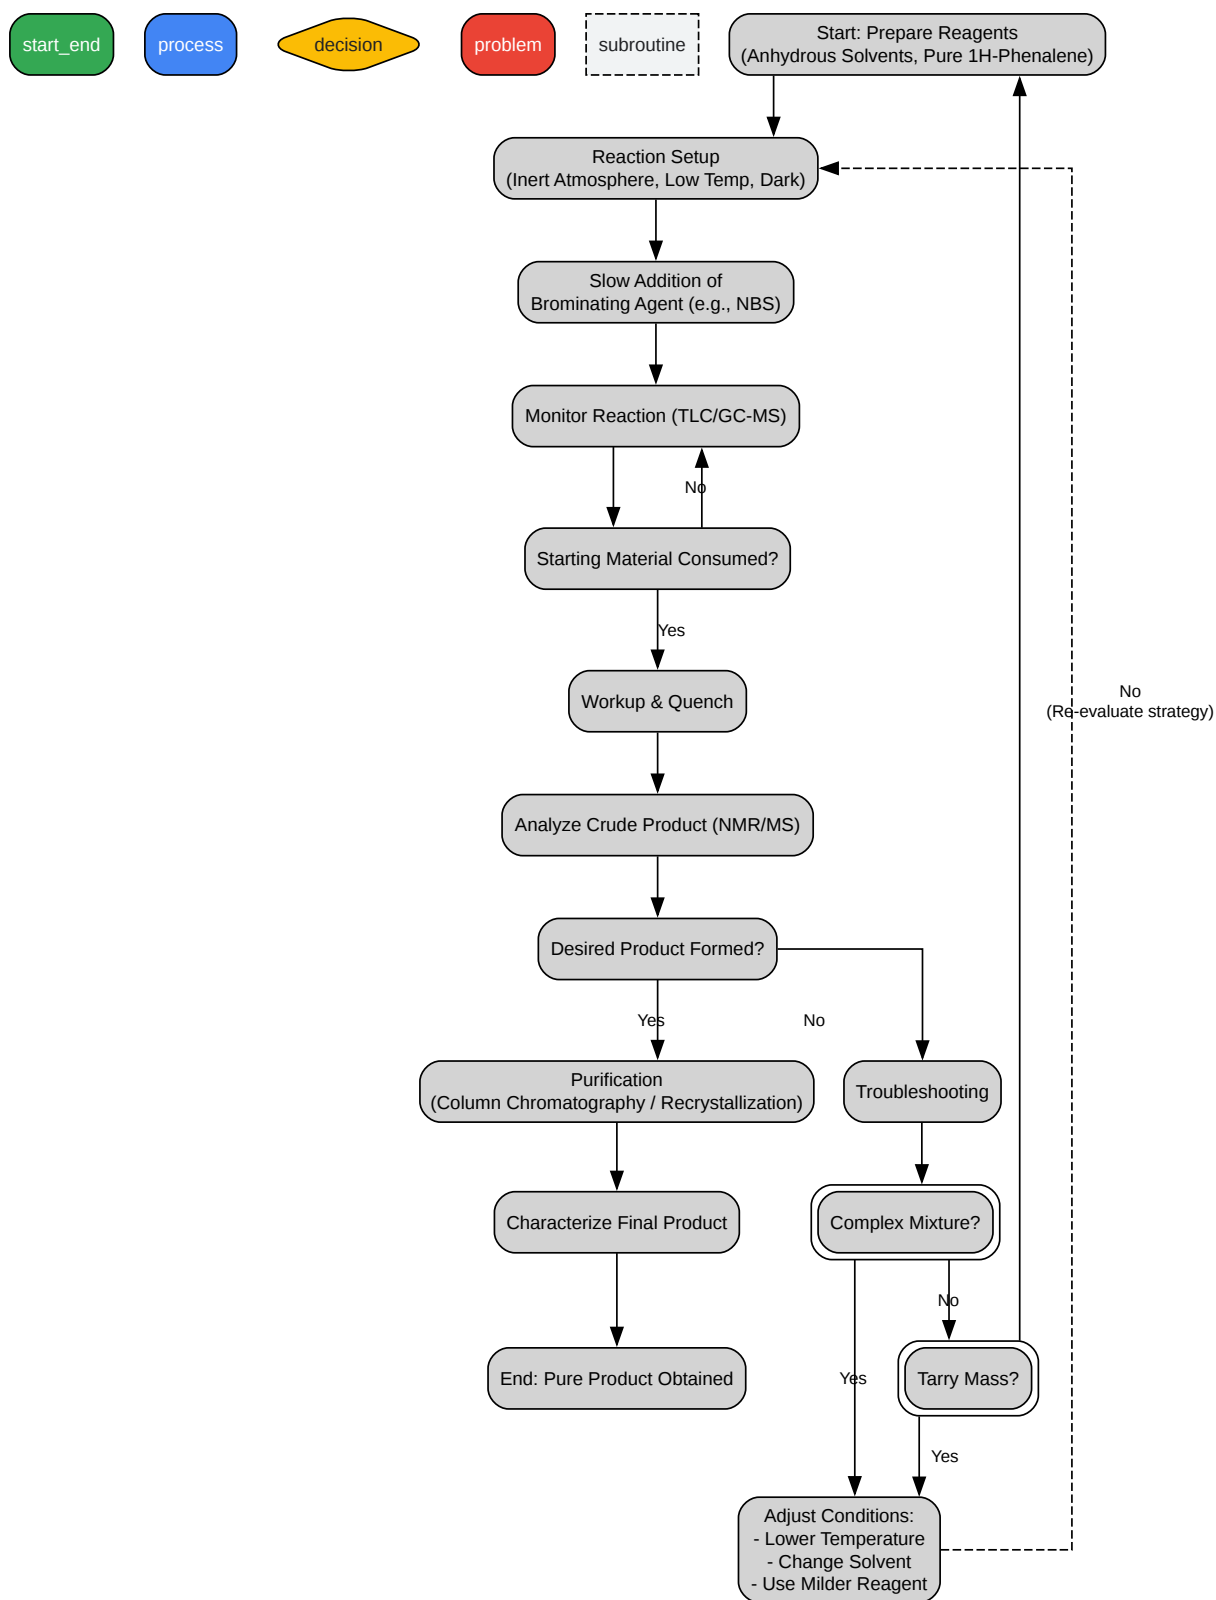 start_end
process
decision
problem
subroutine
Start: Prepare Reagents
(Anhydrous Solvents, Pure 1H-Phenalene)
Reaction Setup
(Inert Atmosphere, Low Temp, Dark)
Slow Addition of
Brominating Agent (e.g., NBS)
Monitor Reaction (TLC/GC-MS)
No
Starting Material Consumed?
Yes
Workup & Quench
No
(Re-evaluate strategy)
Analyze Crude Product (NMR/MS)
Desired Product Formed?
Yes
No
Purification
(Column Chromatography / Recrystallization)
Troubleshooting
Characterize Final Product
Complex Mixture?
No
End: Pure Product Obtained
Yes
Tarry Mass?
Yes
Adjust Conditions:
- Lower Temperature
- Change Solvent
- Use Milder Reagent